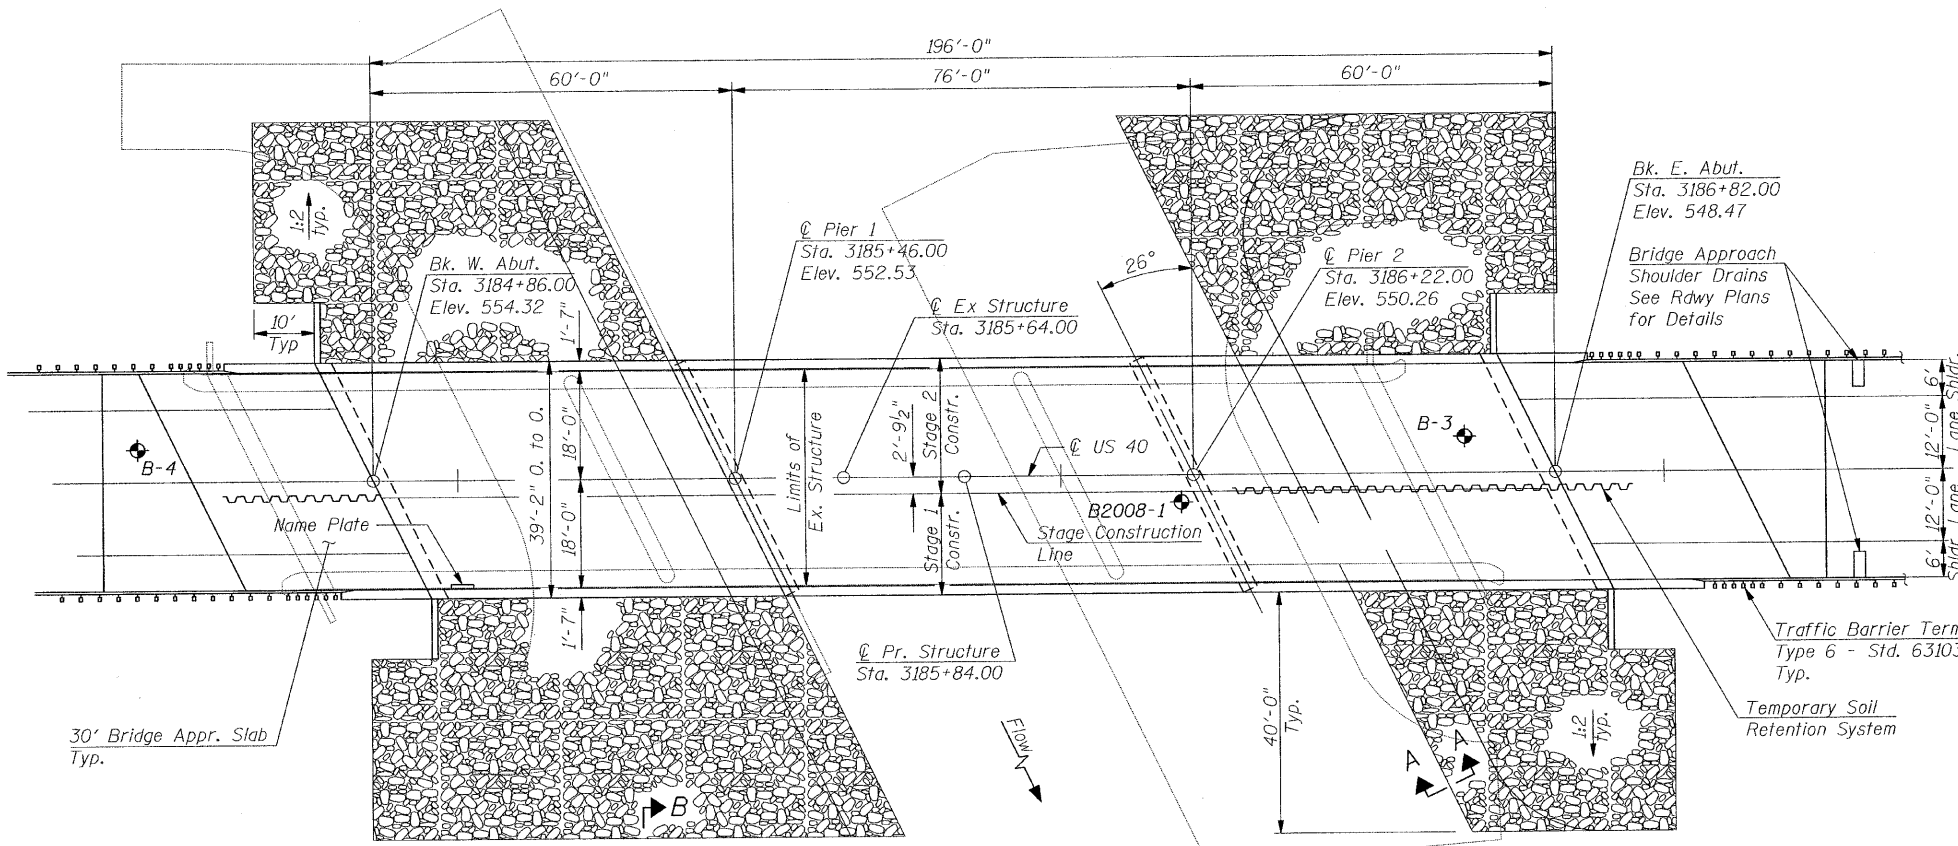 196'-0"
60'-0"
76'-0"
60'-0"
Bk. E. Abut.
Sta. 3186+82.00
Elev. 548.47
1:2
Typ.
℄ Pier 1
Sta. 3185+46.00
Elev. 552.53
26°
℄ Pier 2
Sta. 3186+22.00
Elev. 550.26
Bridge Approach
Shoulder Drains
See Rdwy Plans
for Details
Bk. W. Abut.
Sta. 3184+86.00
Elev. 554.32
℄ Ex Structure
Sta. 3185+64.00
10'
Typ
1'-7"
39'-2" O. to O.
18'-0"
18'-0"
1'-7"
Limits of
Ex. Structure
2'-9½"
Stage 2
Constr.
Stage 1
Constr.
℄ US 40
B-3
B-4
6'
Shldr.
12'-0"
Lane
12'-0"
Lane
6'
Shldr.
Name Plate
B2008-1
Stage Construction
Line
℄ Pr. Structure
Sta. 3185+84.00
Traffic Barrier Term
Type 6 - Std. 63103
Typ.
Temporary Soil
Retention System
30' Bridge Appr. Slab
Typ.
Flow
40'-0"
Typ.
1:2
Typ.
A
A
B